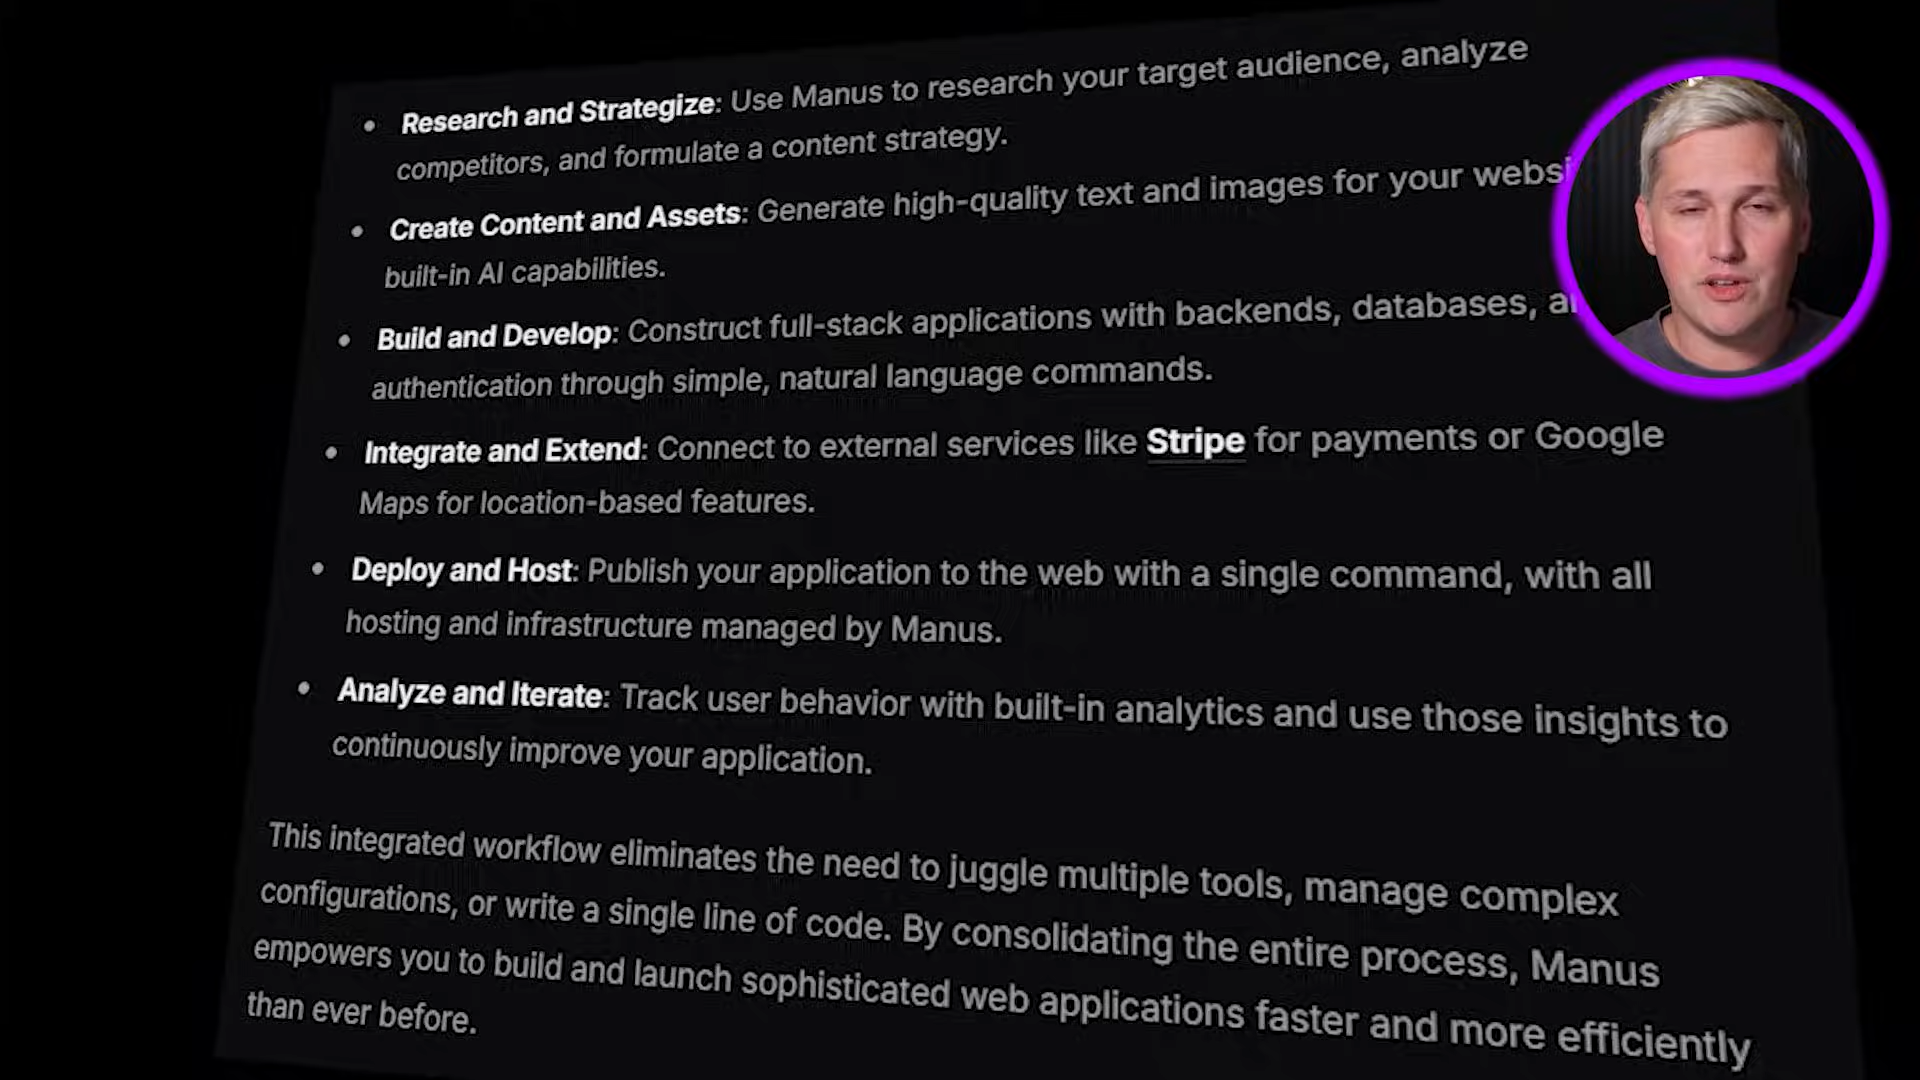 • Research and Strategize: Use Manus to research your target audience, analyze
competitors, and formulate a content strategy.
• Create Content and Assets: Generate high-quality text and images for your
built-in AI capabilities.
• Build and Develop: Construct full-stack applications with backends, databases,
authentication through simple, natural language commands.
• Integrate and Extend: Connect to external services like Stripe for payments or Google
Maps for location-based features.
• Deploy and Host: Publish your application to the web with a single command, with all
hosting and infrastructure managed by Manus.
• Analyze and Iterate: Track user behavior with built-in analytics and use those insights to
continuously improve your application.
This integrated workflow eliminates the need to juggle multiple tools, manage complex
configurations, or write a single line of code. By consolidating the entire process, Manus
empowers you to build and launch sophisticated web applications faster and more efficiently
than ever before.